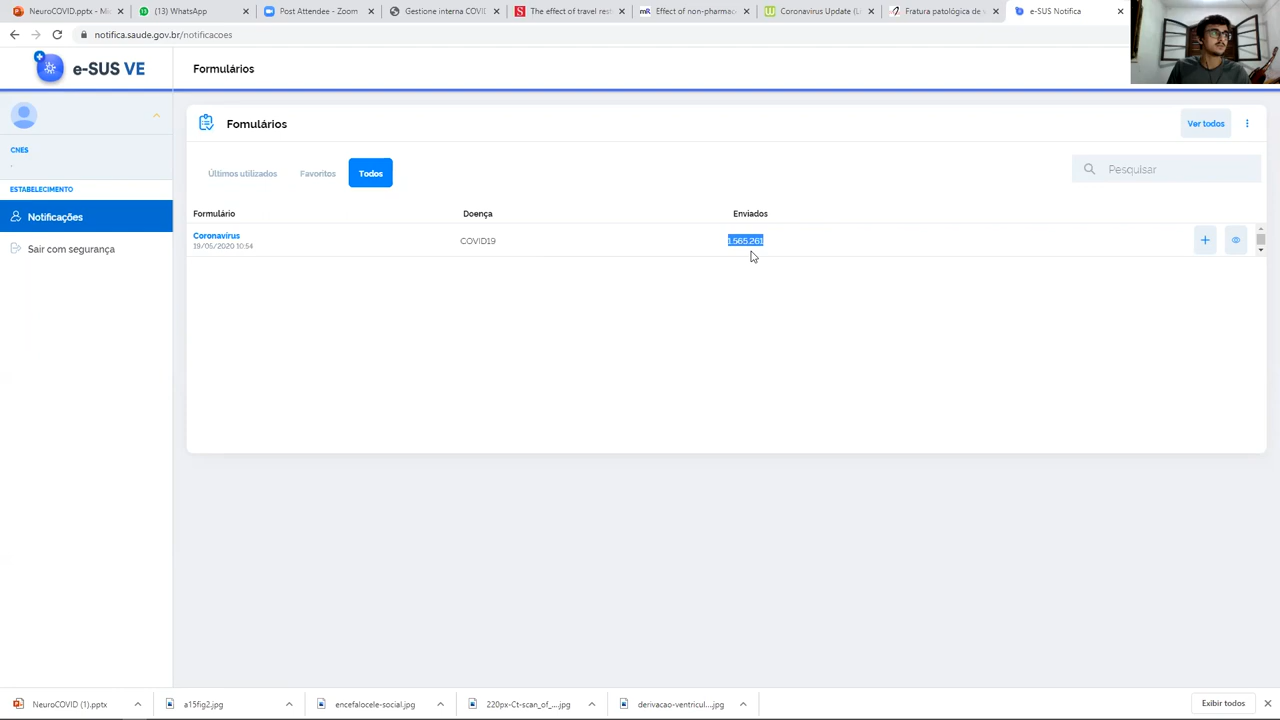 NeuroCOVID.pptx - Mic
(13) WhatsApp
Post Attendee - Zoom
Gestione interna COVID
The effect of travel rest
Effect of non-pharmac
Coronavirus Update (L
Fratura patológica de v
e-SUS Notifica
notifica.saude.gov.br/notificacoes
e-SUS VE
Formulários
CNES
-
ESTABELECIMENTO
Notificações
Sair com segurança
Fomulários
Ver todos
Últimos utilizados
Favoritos
Todos
Pesquisar
Formulário
Doença
Enviados
Coronavírus
19/05/2020 10:54
COVID19
1.565.261
NeuroCOVID (1).pptx
a15fig2.jpg
encefalocele-social.jpg
220px-Ct-scan_of_...jpg
derivacao-ventricul...jpg
Exibir todos